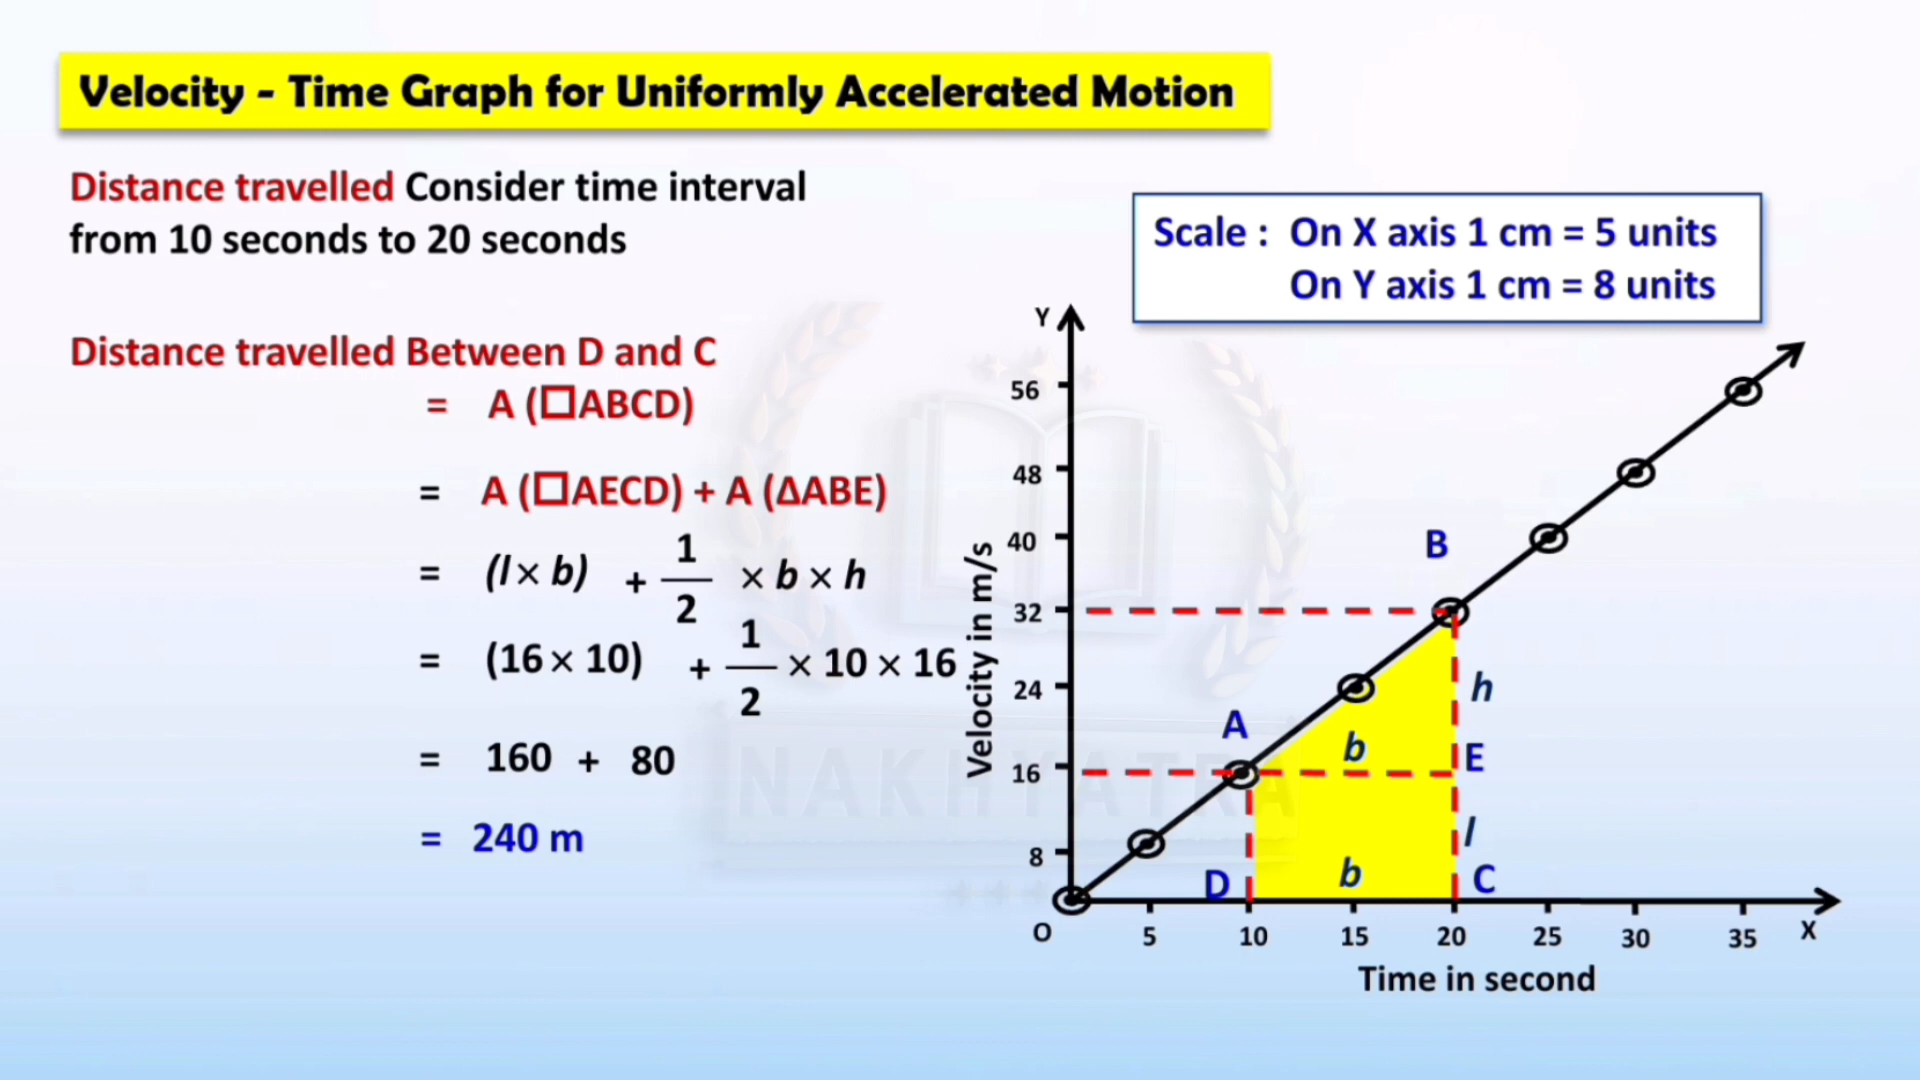 Velocity - Time Graph for Uniformly Accelerated Motion
Distance travelled Consider time interval
from 10 seconds to 20 seconds
Distance travelled Between D and C
= A (□ABCD)
= A (□AECD) + A (ΔABE)
= (l × b) + 1/2 × b × h
= (16 × 10) + 1/2 × 10 × 16
= 160 + 80
= 240 m
Scale : On X axis 1 cm = 5 units
On Y axis 1 cm = 8 units
Y
56
48
40
32
24
16
8
Velocity in m/s
B
h
A
b
E
l
D
b
C
O
5 10 15 20 25 30 35 X
Time in second
NAKHYATRA